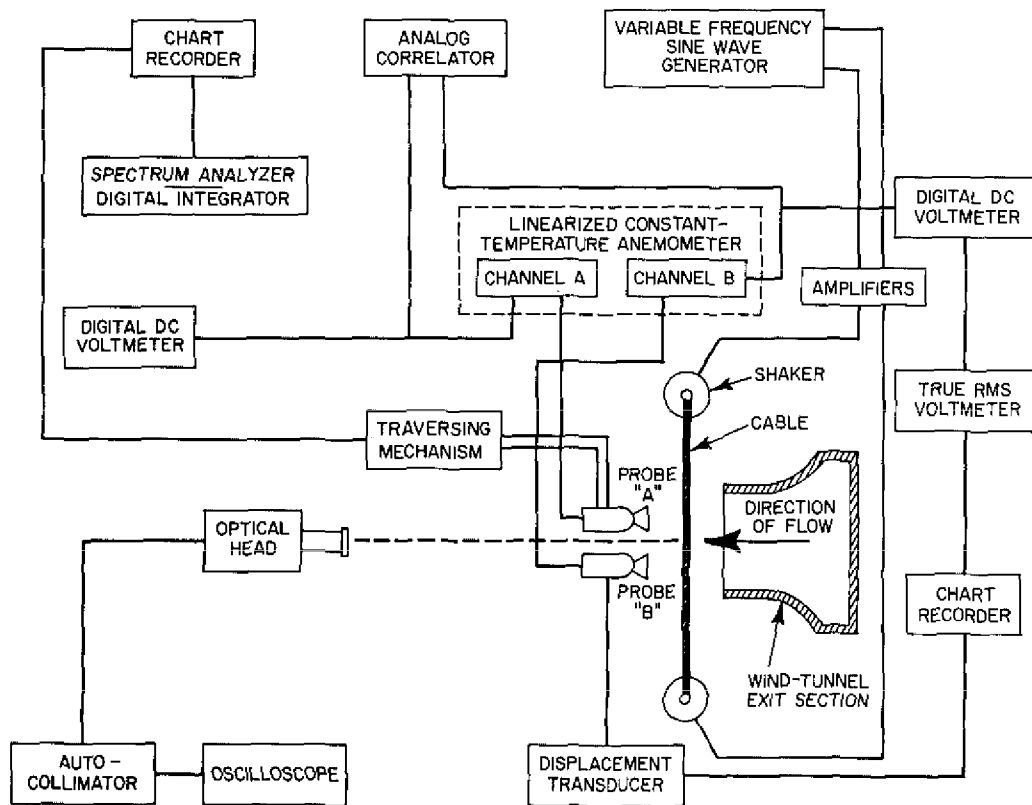 CHART
RECORDER
ANALOG
CORRELATOR
VARIABLE FREQUENCY
SINE WAVE
GENERATOR
SPECTRUM ANALYZER
DIGITAL INTEGRATOR
DIGITAL DC
VOLTMETER
LINEARIZED CONSTANT-
TEMPERATURE ANEMOMETER
CHANNEL A
CHANNEL B
AMPLIFIERS
DIGITAL DC
VOLTMETER
SHAKER
TRUE RMS
VOLTMETER
CABLE
TRAVERSING
MECHANISM
PROBE
"A"
DIRECTION
OF FLOW
OPTICAL
HEAD
PROBE
"B"
CHART
RECORDER
WIND-TUNNEL
EXIT SECTION
AUTO-
COLLIMATOR
OSCILLOSCOPE
DISPLACEMENT
TRANSDUCER